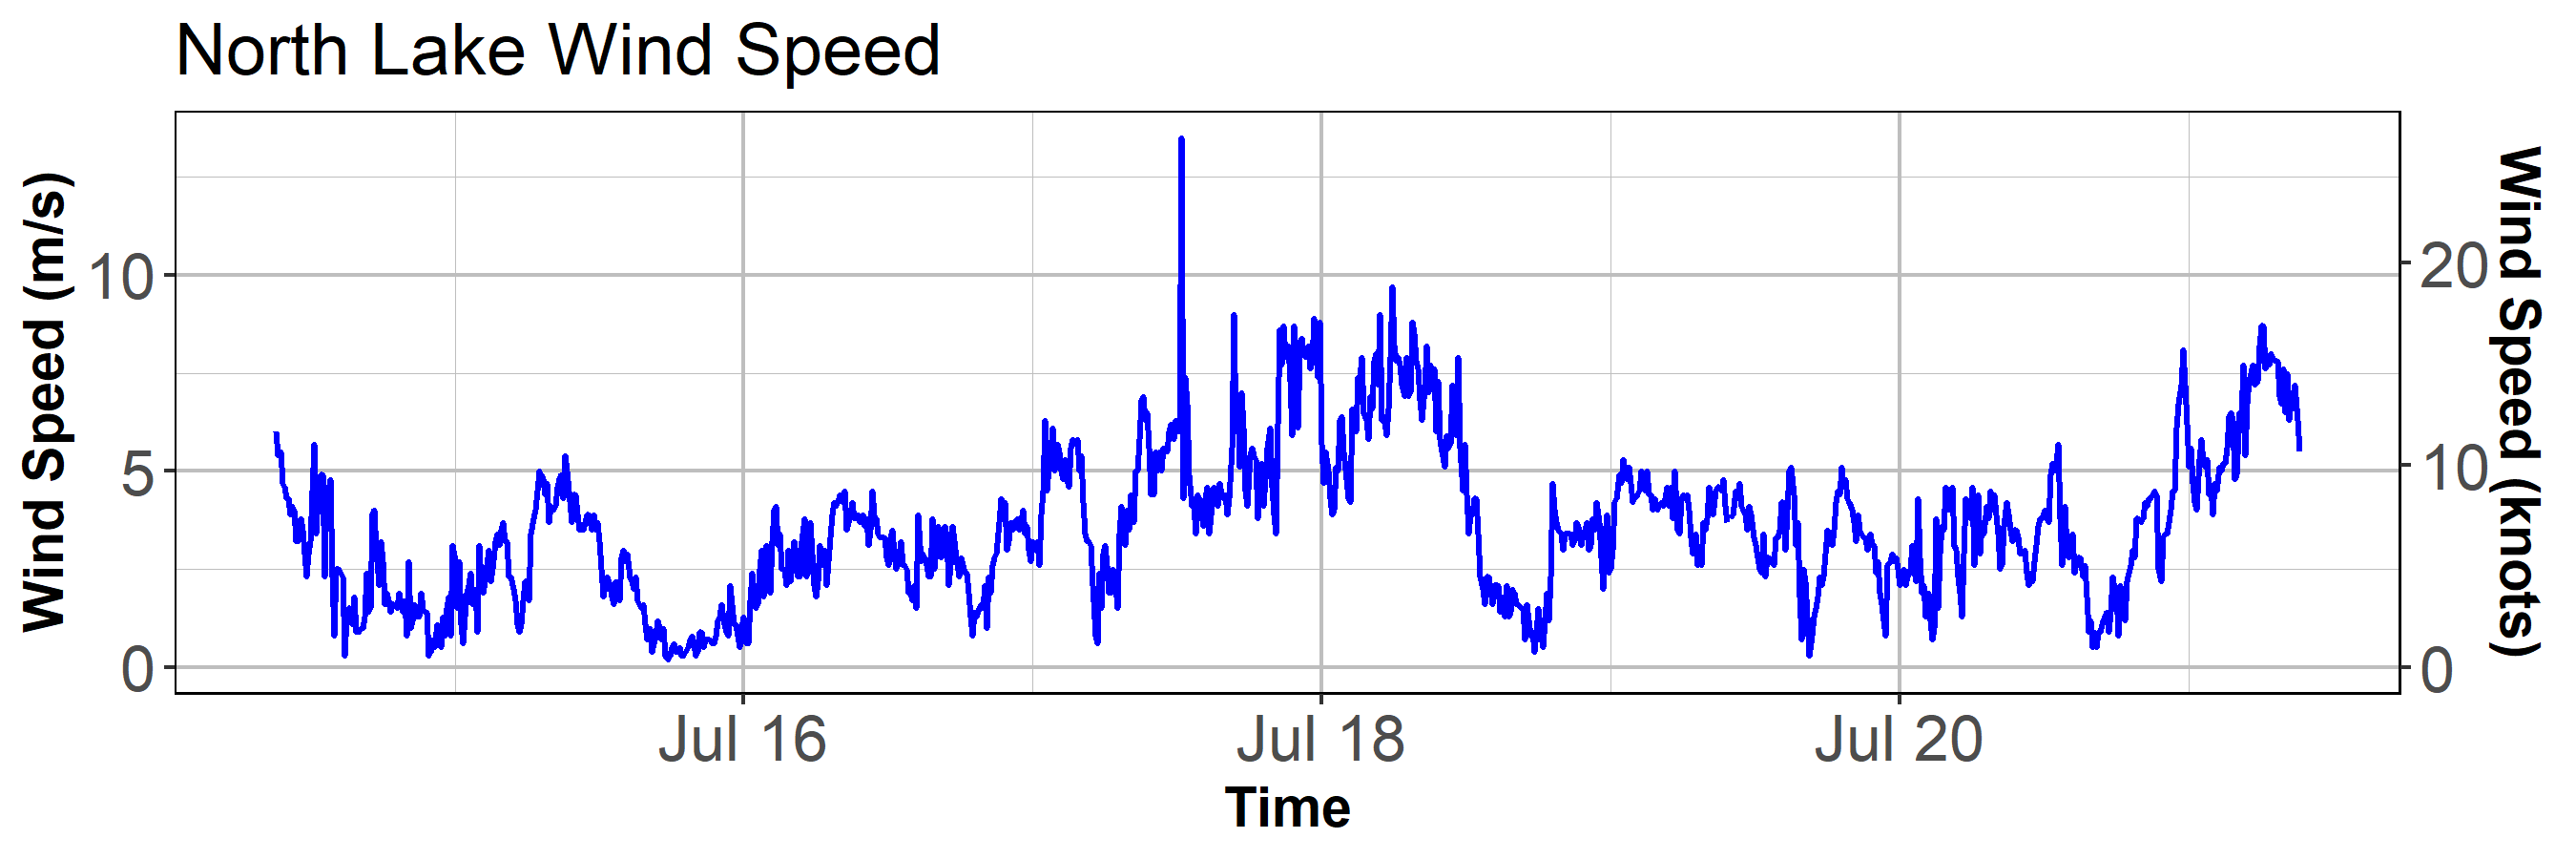 North Lake Wind Speed
Wind Speed (m/s)
10
5
0
20
10
0
Wind Speed (knots)
Jul 16
Jul 18
Jul 20
Time